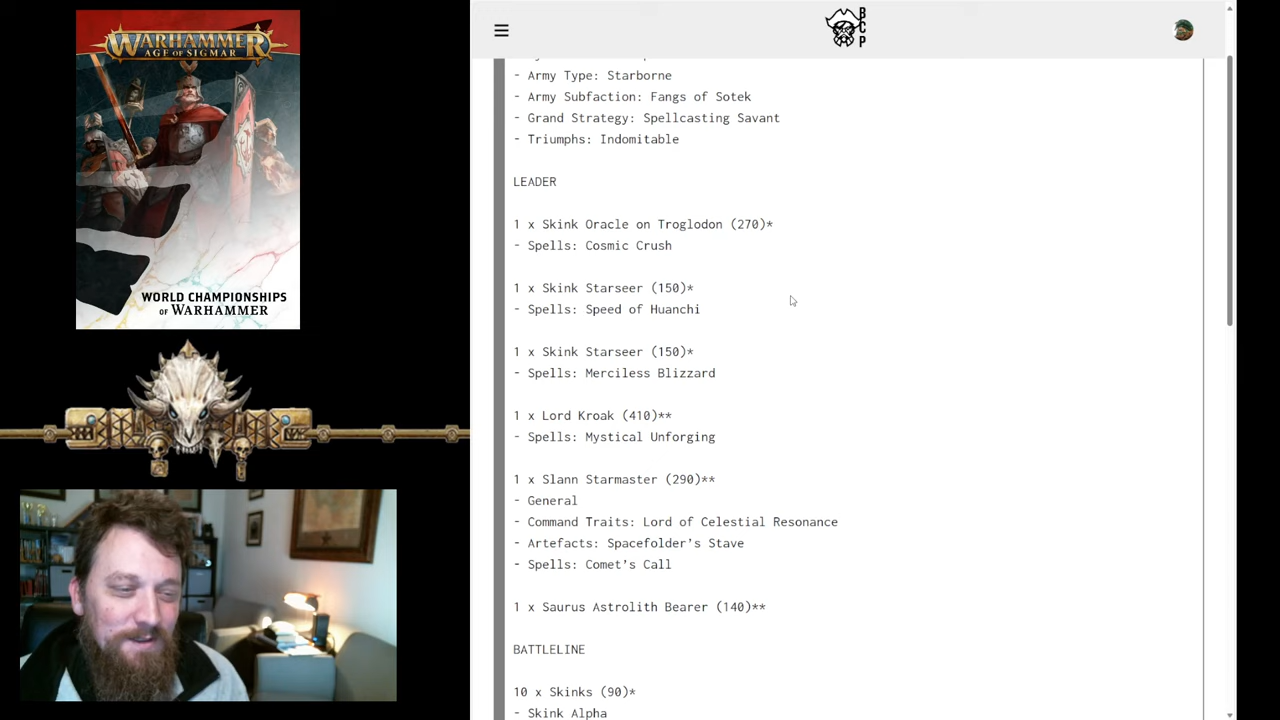 WARHAMMER
AGE OF SIGMAR
WORLD CHAMPIONSHIPS
OF WARHAMMER
BCP
- Army Type: Starborne
- Army Subfaction: Fangs of Sotek
- Grand Strategy: Spellcasting Savant
- Triumphs: Indomitable
LEADER
1 x Skink Oracle on Troglodon (270)*
- Spells: Cosmic Crush
1 x Skink Starseer (150)*
- Spells: Speed of Huanchi
1 x Skink Starseer (150)*
- Spells: Merciless Blizzard
1 x Lord Kroak (410)**
- Spells: Mystical Unforging
1 x Slann Starmaster (290)**
- General
- Command Traits: Lord of Celestial Resonance
- Artefacts: Spacefolder's Stave
- Spells: Comet's Call
1 x Saurus Astrolith Bearer (140)**
BATTLELINE
10 x Skinks (90)*
- Skink Alpha